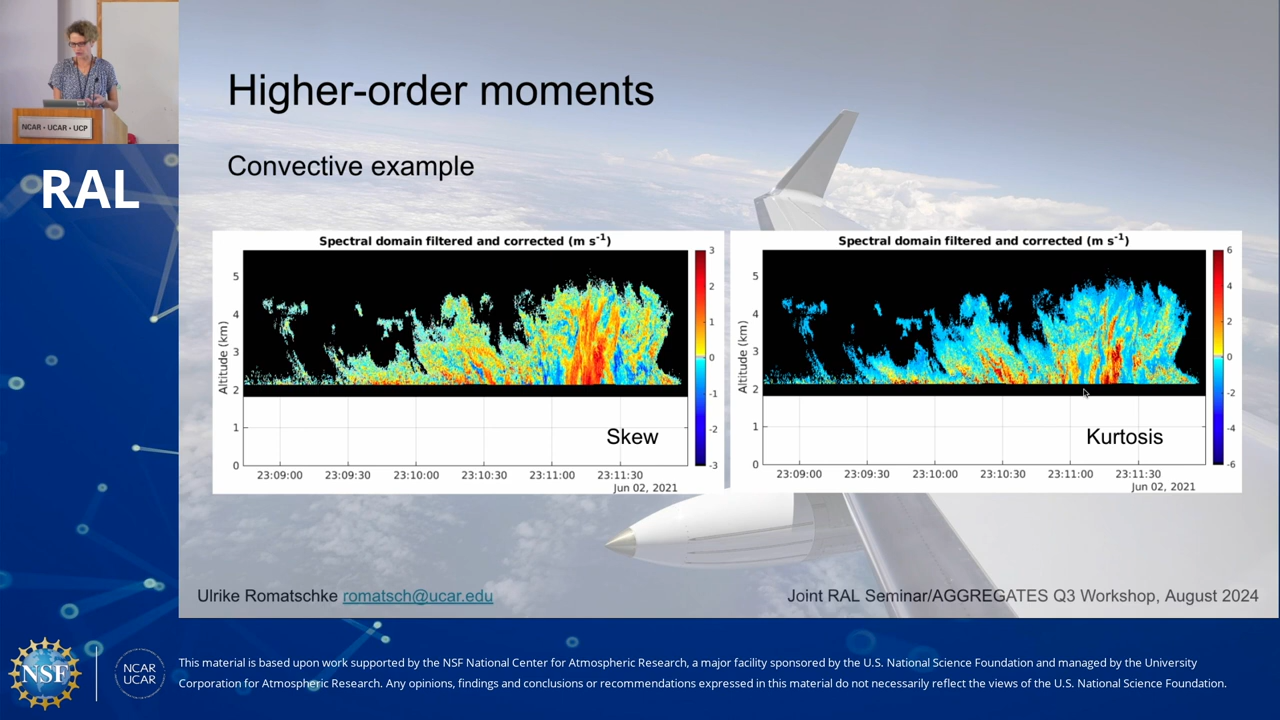 NCAR • UCAR • UCP
RAL
Higher-order moments
Convective example
Spectral domain filtered and corrected (m s-1)
Altitude (km)
5
4
3
2
1
0
3
2
1
0
-1
-2
-3
Skew
23:09:00 23:09:30 23:10:00 23:10:30 23:11:00 23:11:30
Jun 02, 2021
Spectral domain filtered and corrected (m s-1)
Altitude (km)
5
4
3
2
1
0
6
4
2
0
-2
-4
-6
Kurtosis
23:09:00 23:09:30 23:10:00 23:10:30 23:11:00 23:11:30
Jun 02, 2021
Ulrike Romatschke romatsch@ucar.edu
Joint RAL Seminar/AGGREGATES Q3 Workshop, August 2024
NSF
NCAR
UCAR
This material is based upon work supported by the NSF National Center for Atmospheric Research, a major facility sponsored by the U.S. National Science Foundation and managed by the University
Corporation for Atmospheric Research. Any opinions, findings and conclusions or recommendations expressed in this material do not necessarily reflect the views of the U.S. National Science Foundation.